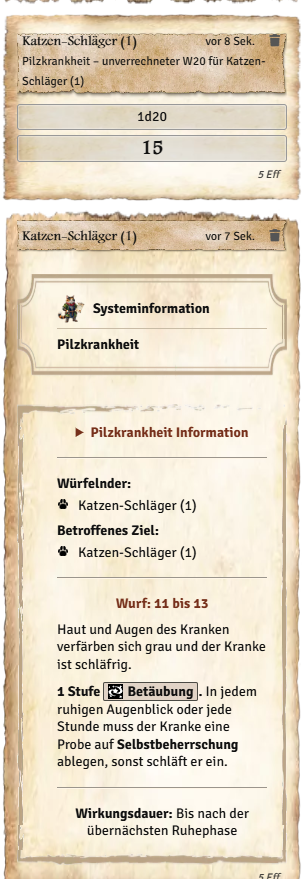 Katzen-Schläger (1) vor 8 Sek.
Pilzkrankheit – unverrechneter W20 für Katzen-
Schläger (1)
1d20
15
5 Eff
Katzen-Schläger (1) vor 7 Sek.
Systeminformation
Pilzkrankheit
▶ Pilzkrankheit Information
Würfelnder:
Katzen-Schläger (1)
Betroffenes Ziel:
Katzen-Schläger (1)
Wurf: 11 bis 13
Haut und Augen des Kranken
verfärben sich grau und der Kranke
ist schläfrig.
1 Stufe Betäubung . In jedem
ruhigen Augenblick oder jede
Stunde muss der Kranke eine
Probe auf Selbstbeherrschung
ablegen, sonst schläft er ein.
Wirkungsdauer: Bis nach der
übernächsten Ruhephase
5 Eff